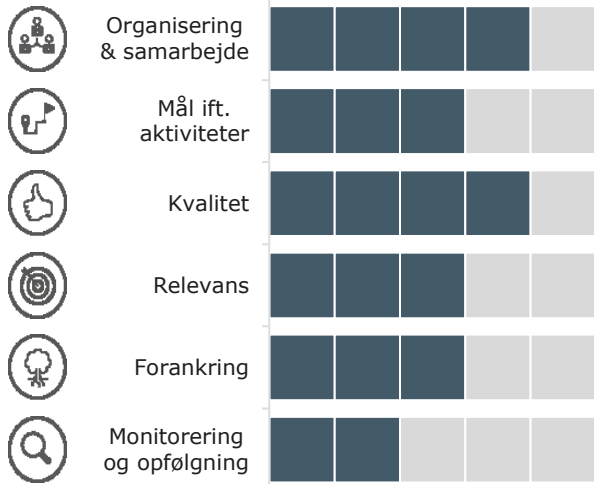 Organisering
& samarbejde
Mål ift.
aktiviteter
Kvalitet
Relevans
Forankring
Monitorering
og opfølgning